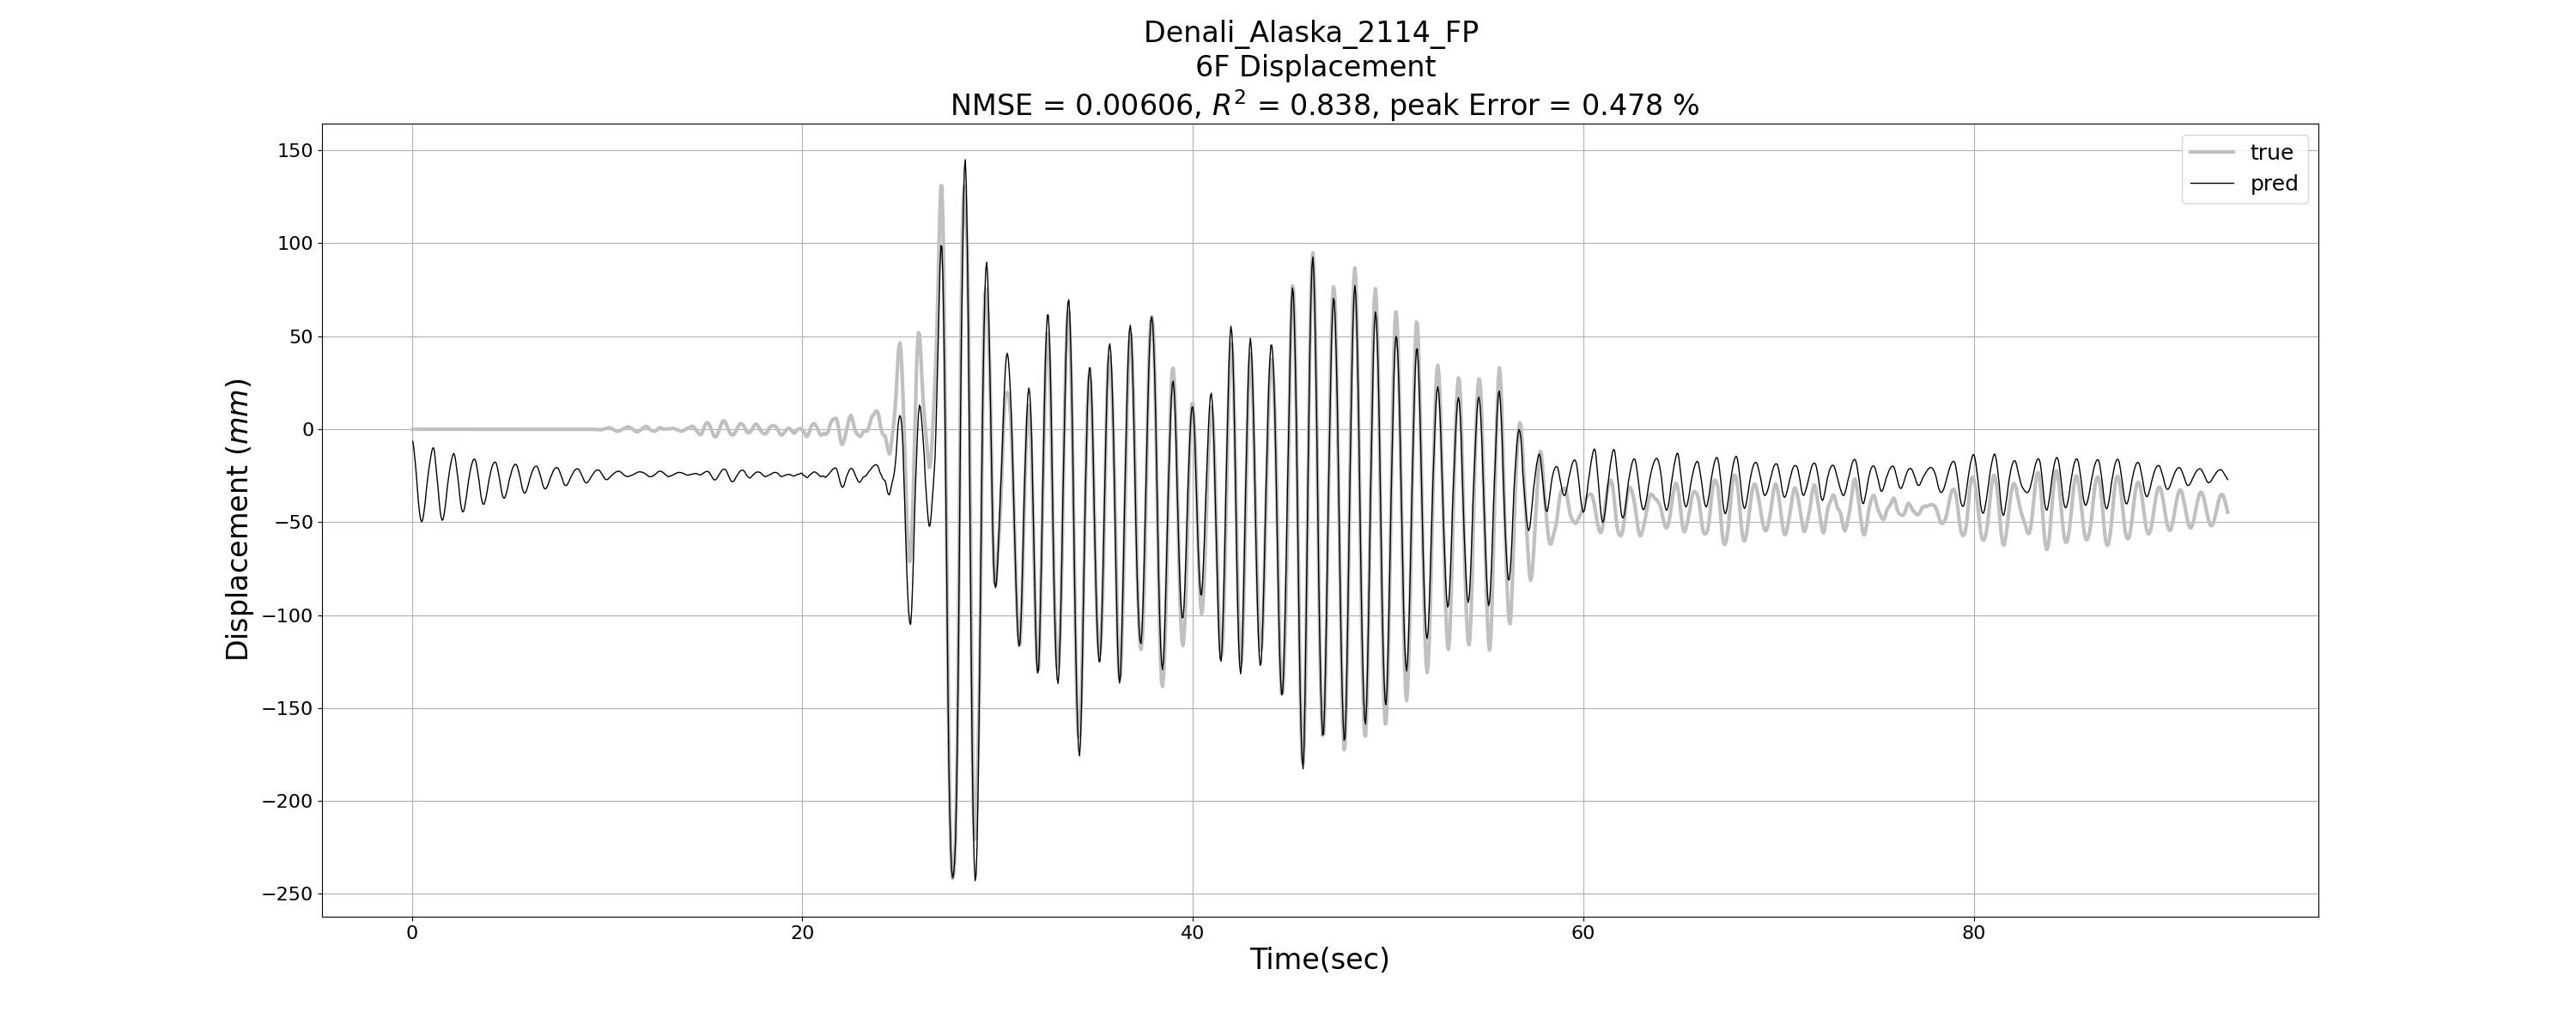 Denali_Alaska_2114_FP
6F Displacement
NMSE = 0.00606, R² = 0.838, peak Error = 0.478 %
true
pred
150
100
50
0
−50
−100
−150
−200
−250
Displacement (mm)
0 20 40 60 80
Time(sec)